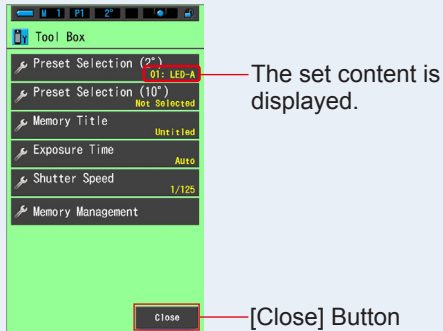 M 1 P1 2°
Tool Box
Preset Selection (2°)
01: LED-A
Preset Selection (10°)
Not Selected
Memory Title
Untitled
Exposure Time
Auto
Shutter Speed
1/125
Memory Management
Close
The set content is
displayed.
[Close] Button